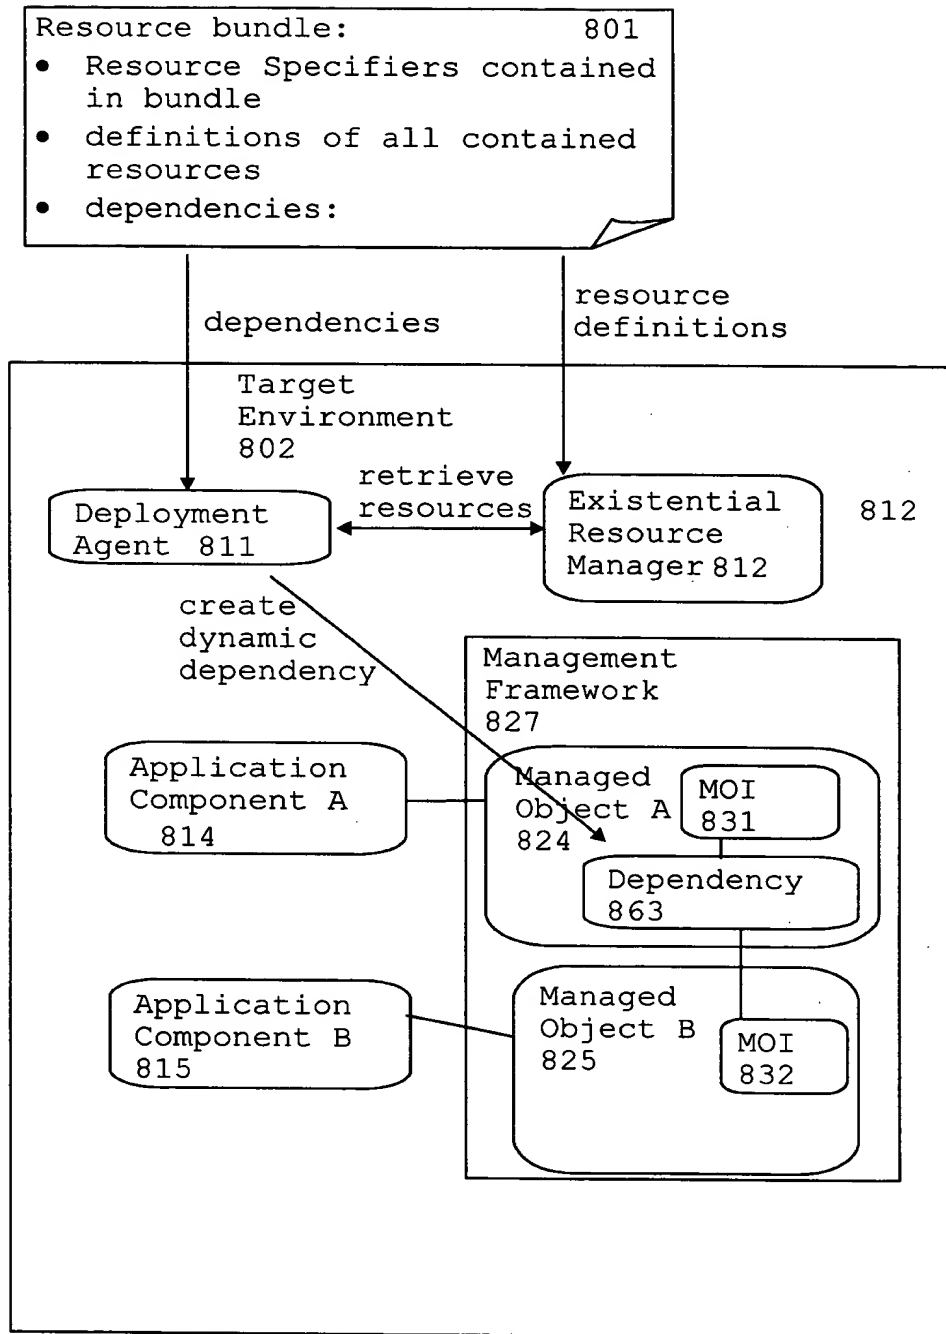 Resource bundle: 801
• Resource Specifiers contained
in bundle
• definitions of all contained
resources
• dependencies:
dependencies
resource
definitions
Target
Environment
802
retrieve
resources
Deployment
Agent 811
Existential
Resource
Manager 812
812
create
dynamic
dependency
Management
Framework
827
Application
Component A
814
Managed
Object A
824
MOI
831
Dependency
863
Application
Component B
815
Managed
Object B
825
MOI
832